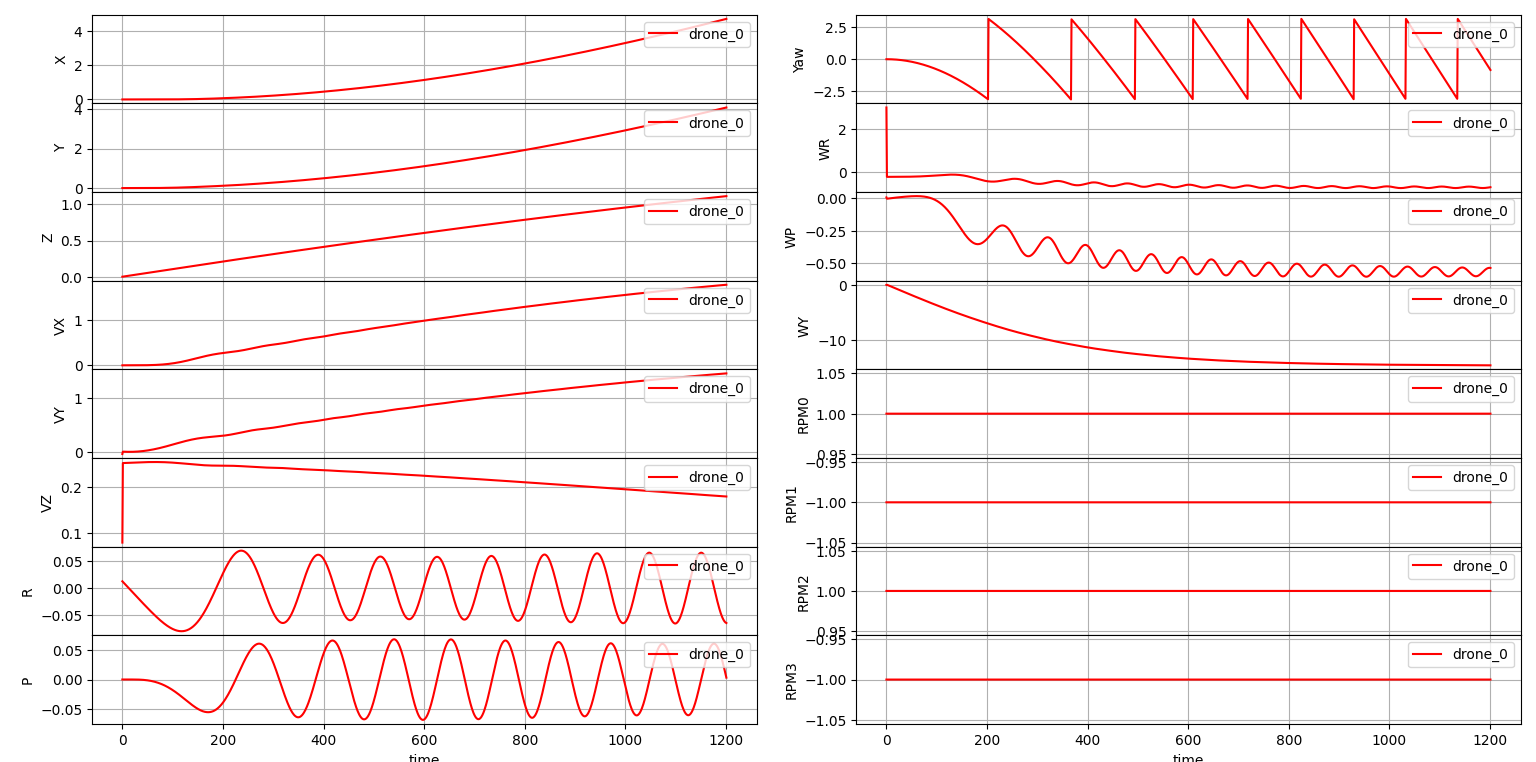 4
2
0
X
drone_0
4
2
0
Y
drone_0
1.0
0.5
0.0
Z
drone_0
1
0
VX
drone_0
1
0
VY
drone_0
0.2
0.1
VZ
drone_0
0.05
0.00
−0.05
R
drone_0
0.05
0.00
−0.05
P
drone_0
0 200 400 600 800 1000 1200
time
2.5
0.0
−2.5
Yaw
drone_0
2
0
WR
drone_0
0.00
−0.25
−0.50
WP
drone_0
0
−10
WY
drone_0
1.05
1.00
0.95
RPM0
drone_0
−0.95
−1.00
−1.05
RPM1
drone_0
1.05
1.00
0.95
RPM2
drone_0
−0.95
−1.00
−1.05
RPM3
drone_0
0 200 400 600 800 1000 1200
time